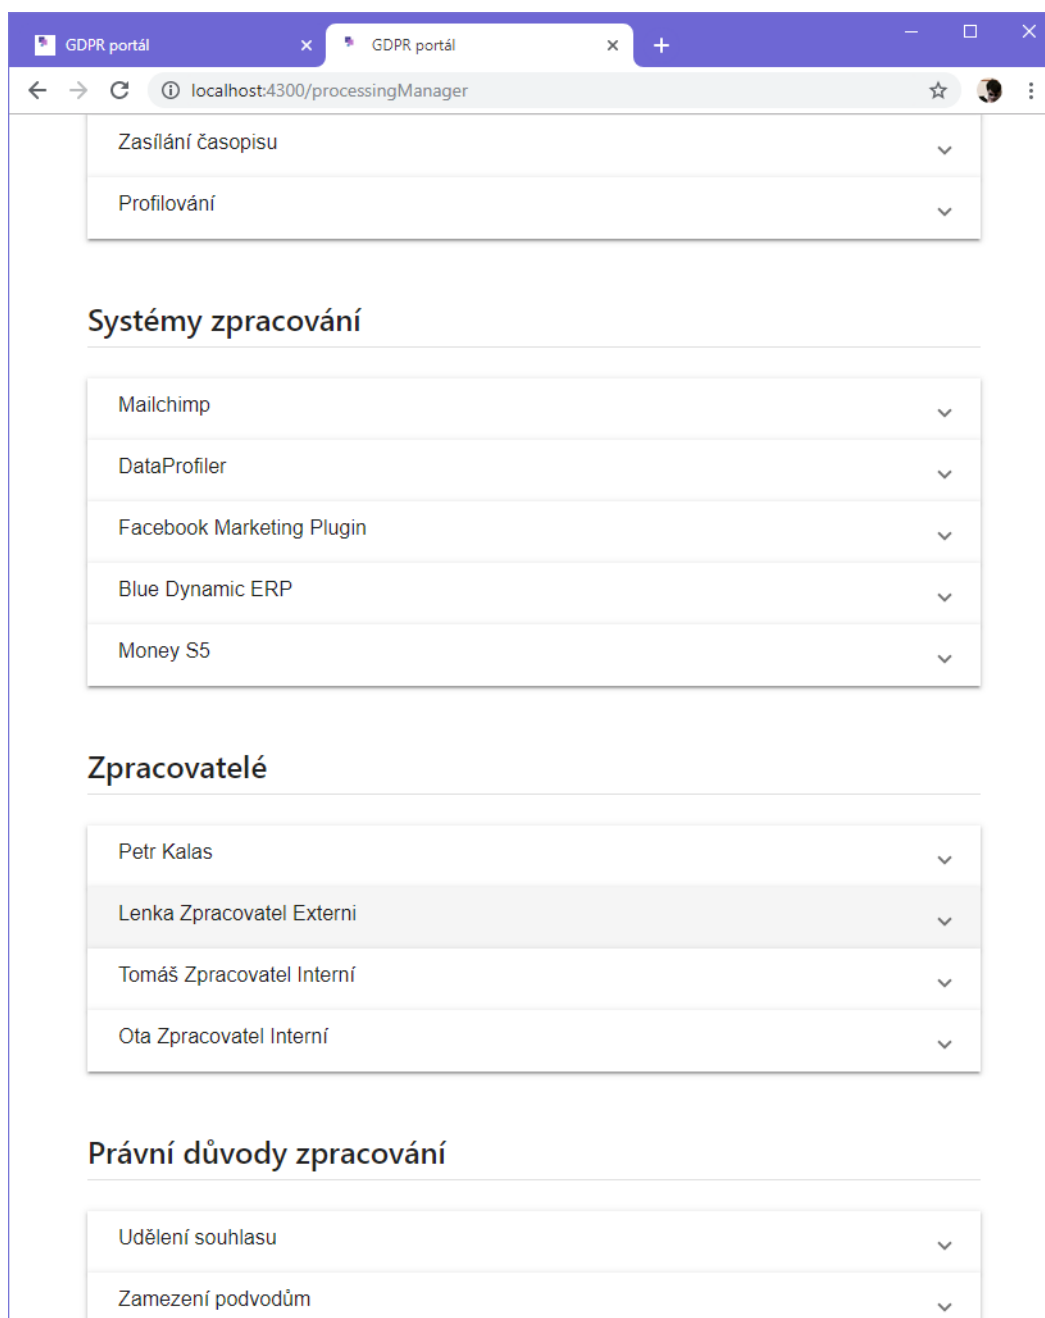 GDPR portál
GDPR portál
localhost:4300/processingManager
Zasílání časopisu
Profilování
Systémy zpracování
Mailchimp
DataProfiler
Facebook Marketing Plugin
Blue Dynamic ERP
Money S5
Zpracovatelé
Petr Kalas
Lenka Zpracovatel Externi
Tomáš Zpracovatel Interní
Ota Zpracovatel Interní
Právní důvody zpracování
Udělení souhlasu
Zamezení podvodům